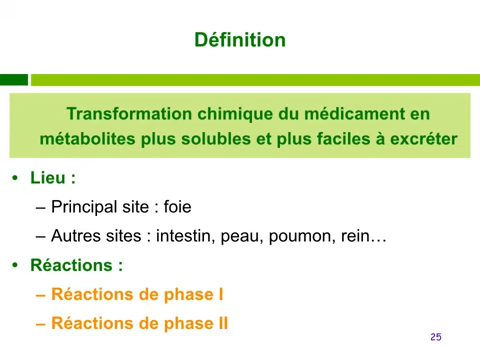 Définition
Transformation chimique du médicament en
métabolites plus solubles et plus faciles à excréter
• Lieu :
– Principal site : foie
– Autres sites : intestin, peau, poumon, rein…
• Réactions :
– Réactions de phase I
– Réactions de phase II
25